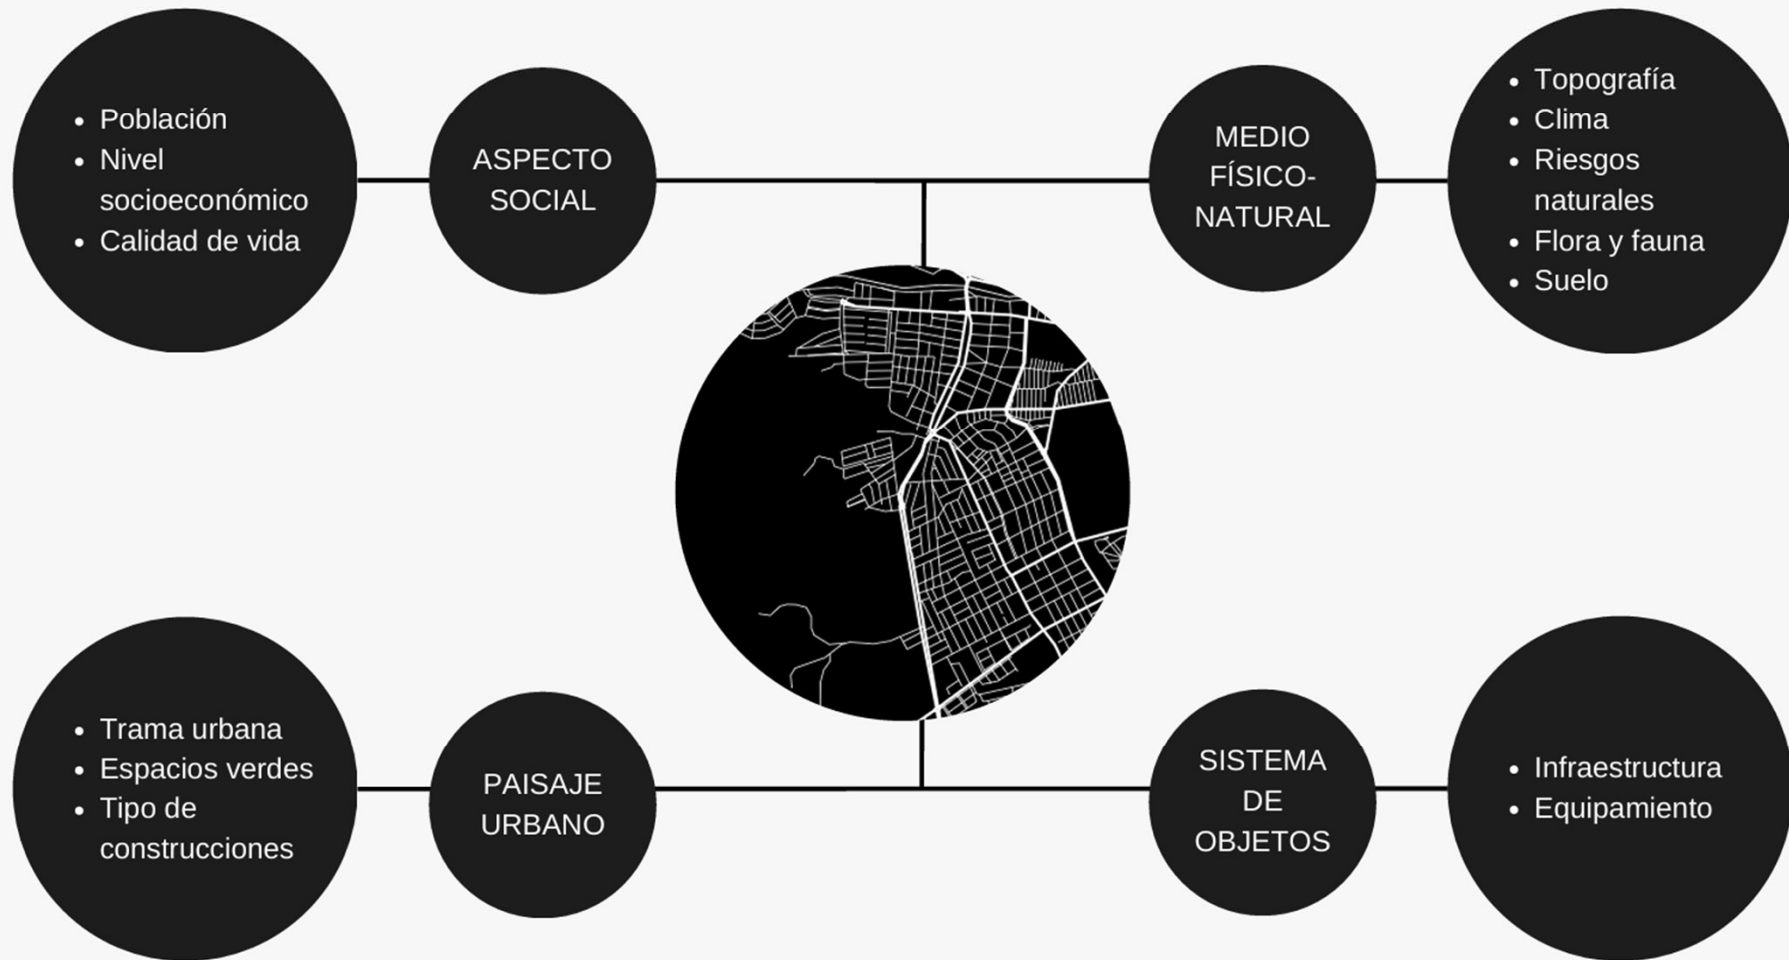 • Población
• Nivel
socioeconómico
• Calidad de vida
ASPECTO
SOCIAL
MEDIO
FÍSICO-
NATURAL
• Topografía
• Clima
• Riesgos
naturales
• Flora y fauna
• Suelo
• Trama urbana
• Espacios verdes
• Tipo de
construcciones
PAISAJE
URBANO
SISTEMA
DE
OBJETOS
• Infraestructura
• Equipamiento